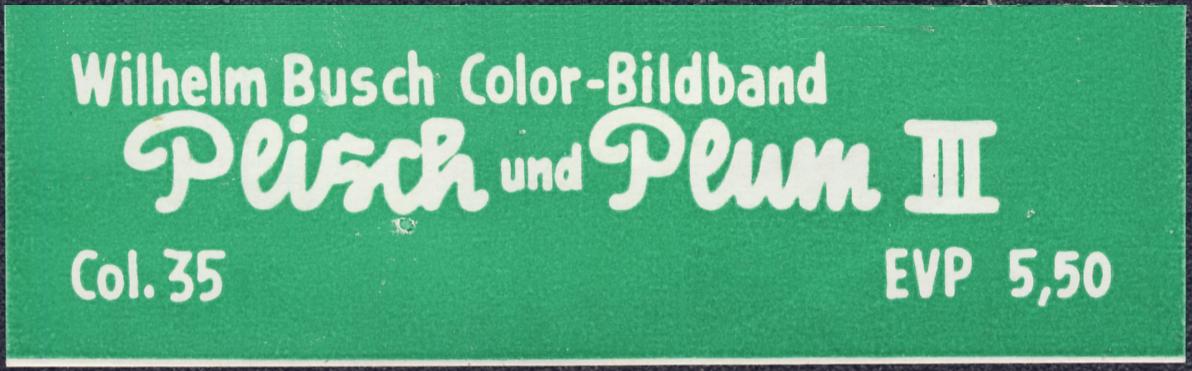 Wilhelm Busch Color-Bildband
Plisch und Plum III
Col. 35 EVP 5,50